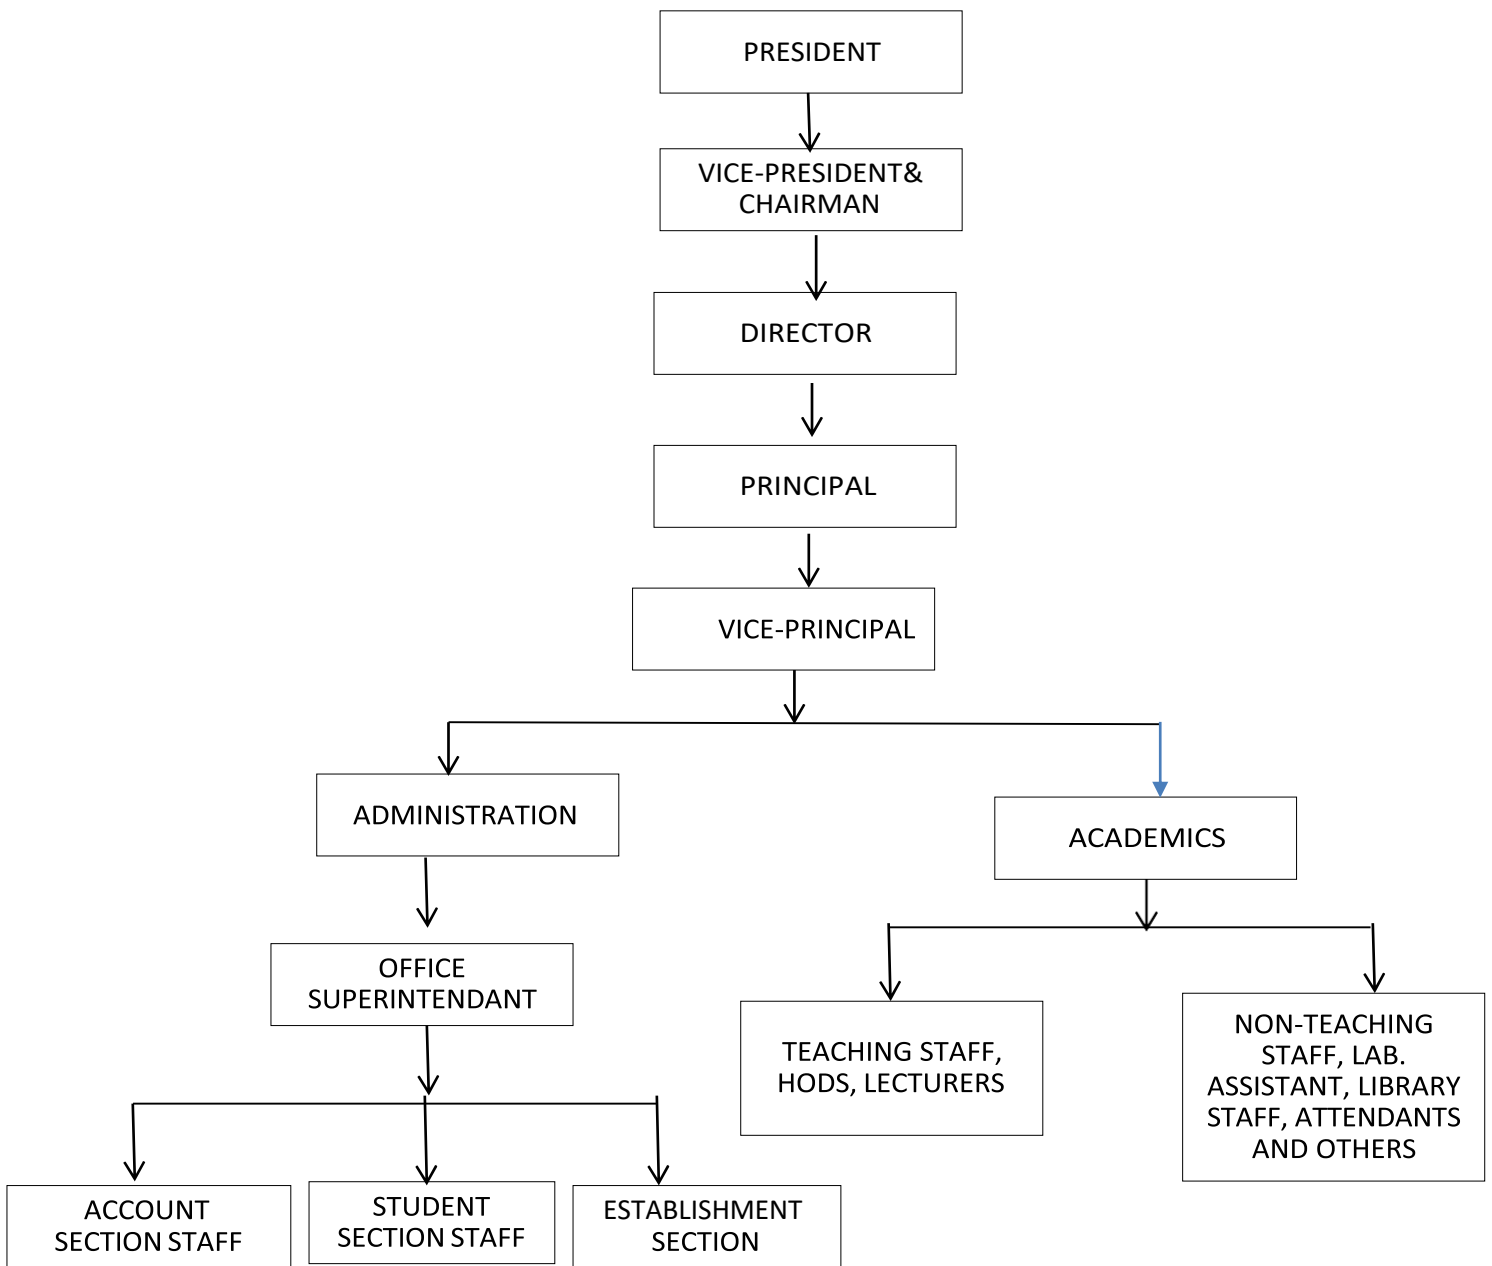 PRESIDENT
VICE-PRESIDENT&
CHAIRMAN
DIRECTOR
PRINCIPAL
VICE-PRINCIPAL
ADMINISTRATION
ACADEMICS
OFFICE
SUPERINTENDANT
TEACHING STAFF,
HODS, LECTURERS
NON-TEACHING
STAFF, LAB.
ASSISTANT, LIBRARY
STAFF, ATTENDANTS
AND OTHERS
ACCOUNT
SECTION STAFF
STUDENT
SECTION STAFF
ESTABLISHMENT
SECTION